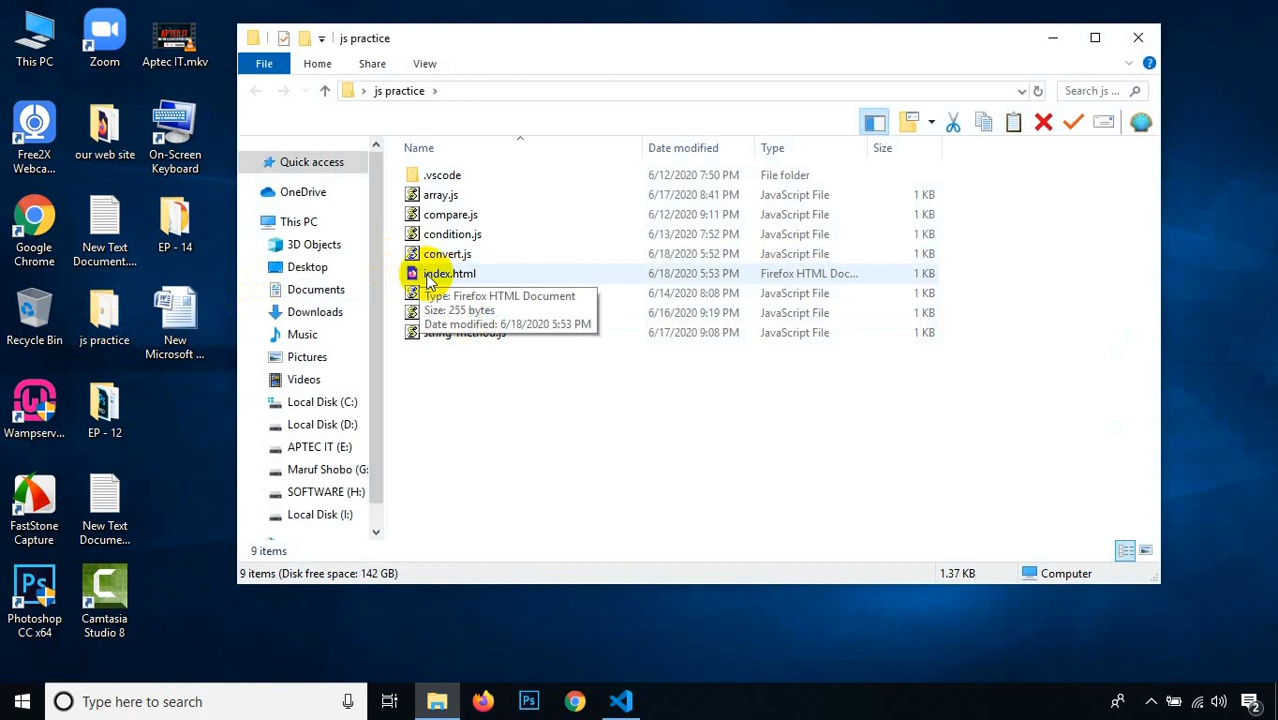 This PC
Zoom
Aptec IT.mkv
Free2X
Webca...
our web site
On-Screen
Keyboard
Google
Chrome
New Text
Document....
EP - 14
Recycle Bin
js practice
New
Microsoft ...
Wampserv...
EP - 12
FastStone
Capture
New Text
Docume...
Ps
Photoshop
CC x64
Camtasia
Studio 8
js practice
File Home Share View
js practice
Search js ...
Quick access
OneDrive
This PC
3D Objects
Desktop
Documents
Downloads
Music
Pictures
Videos
Local Disk (C:)
Local Disk (D:)
APTEC IT (E:)
Maruf Shobo (G:
SOFTWARE (H:)
Local Disk (I:)
Name Date modified Type Size
.vscode 6/12/2020 7:50 PM File folder
array.js 6/17/2020 8:41 PM JavaScript File 1 KB
compare.js 6/12/2020 9:11 PM JavaScript File 1 KB
condition.js 6/13/2020 7:52 PM JavaScript File 1 KB
convert.js 6/18/2020 5:52 PM JavaScript File 1 KB
index.html 6/18/2020 5:53 PM Firefox HTML Doc... 1 KB
6/14/2020 8:08 PM JavaScript File 1 KB
6/16/2020 9:19 PM JavaScript File 1 KB
6/17/2020 9:08 PM JavaScript File 1 KB
Type: Firefox HTML Document
Size: 255 bytes
Date modified: 6/18/2020 5:53 PM
9 items
9 items (Disk free space: 142 GB) 1.37 KB Computer
Type here to search
Ps
2